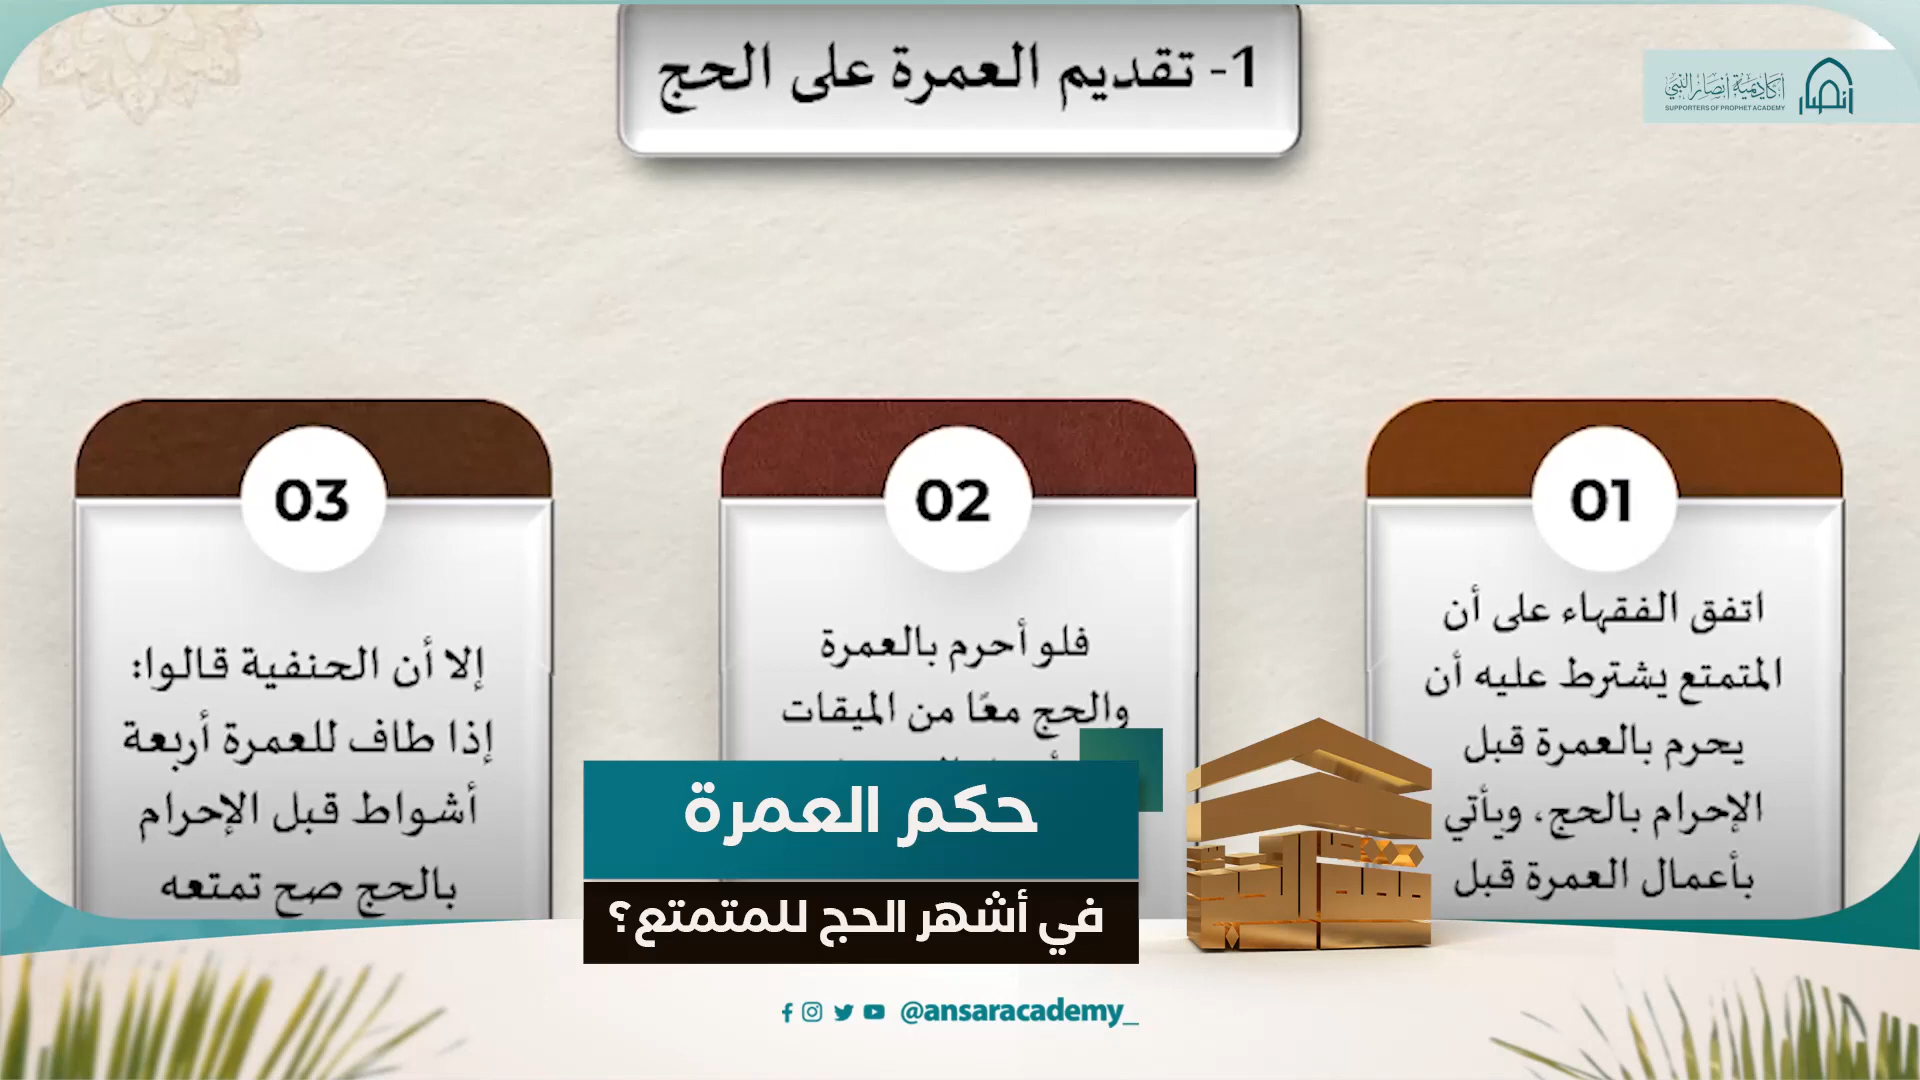 1- تقديم العمرة على الحج
أكاديمية أنصار النبي
SUPPORTERS OF PROPHET ACADEMY
أنصار
01
اتفق الفقهاء على أن
المتمتع يشترط عليه أن
يحرم بالعمرة قبل
الإحرام بالحج، ويأتي
بأعمال العمرة قبل
02
فلو أحرم بالعمرة
والحج معًا من الميقات
03
إلا أن الحنفية قالوا:
إذا طاف للعمرة أربعة
أشواط قبل الإحرام
بالحج صح تمتعه
حكم العمرة
في أشهر الحج للمتمتع؟
@ansaracademy_